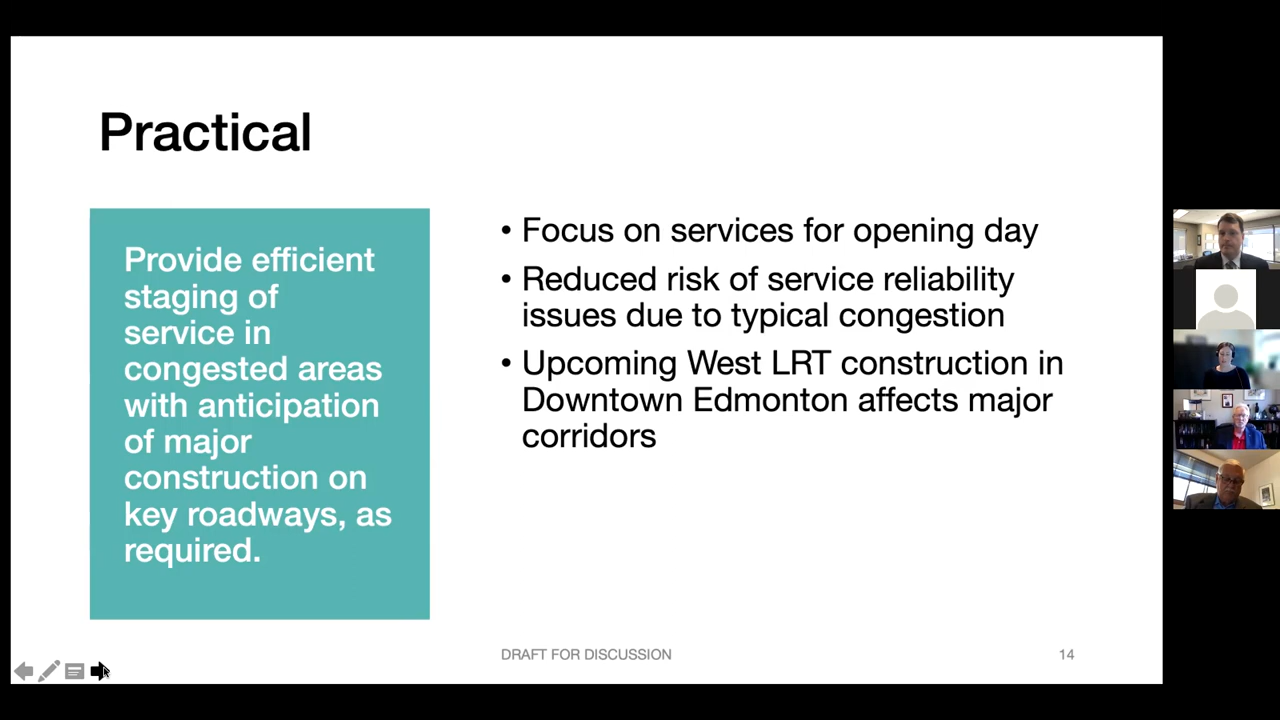 Practical
Provide efficient
staging of
service in
congested areas
with anticipation
of major
construction on
key roadways, as
required.
• Focus on services for opening day
• Reduced risk of service reliability
issues due to typical congestion
• Upcoming West LRT construction in
Downtown Edmonton affects major
corridors
DRAFT FOR DISCUSSION
14